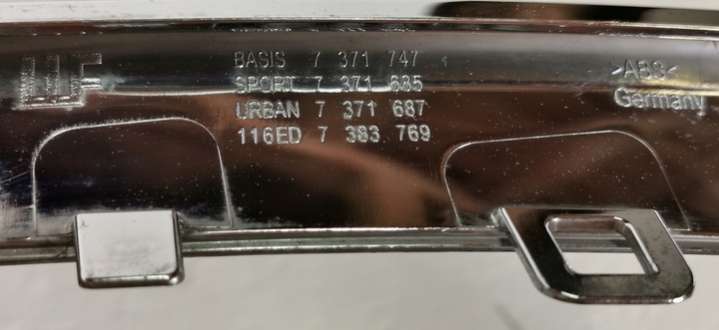 BASIS 7 371 747
SPORT 7 371 685
URBAN 7 371 687
116ED 7 383 769
>ABS<
Germany